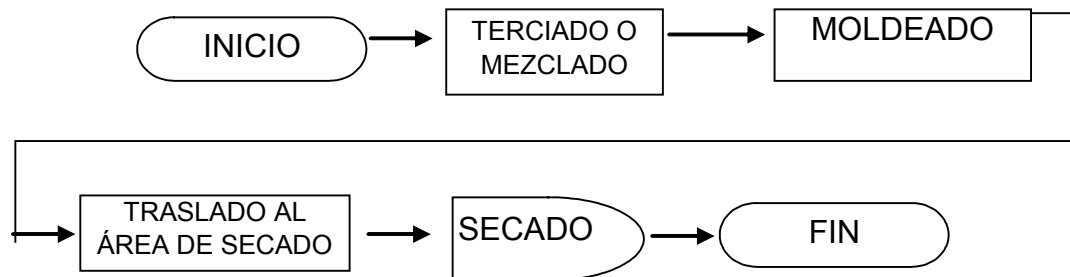 INICIO
TERCIADO O
MEZCLADO
MOLDEADO
TRASLADO AL
ÁREA DE SECADO
SECADO
FIN